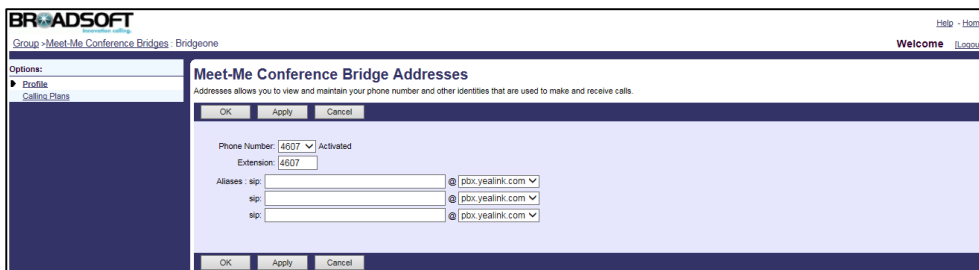 BROADSOFT
innovation calling.
Help - Hom
Group >Meet-Me Conference Bridges : Bridgeone
Welcome [Logou
Options:
Profile
Calling Plans
Meet-Me Conference Bridge Addresses
Addresses allows you to view and maintain your phone number and other identities that are used to make and receive calls.
OK Apply Cancel
Phone Number: 4607 Activated
Extension: 4607
Aliases : sip: @ pbx.yealink.com
sip: @ pbx.yealink.com
sip: @ pbx.yealink.com
OK Apply Cancel